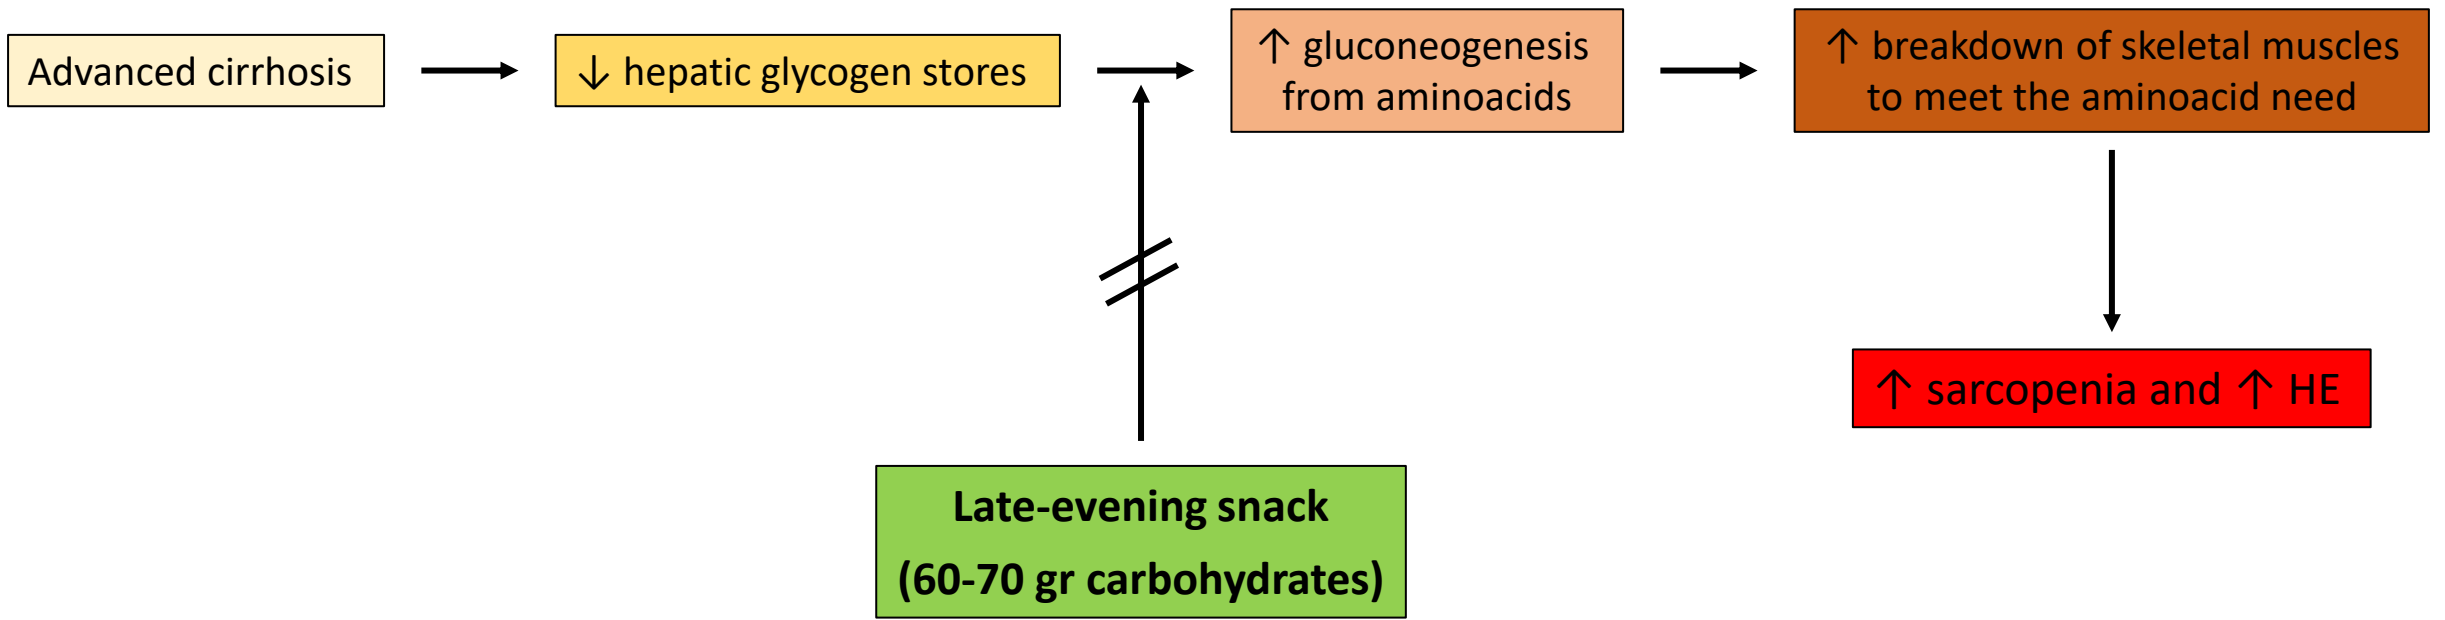 Advanced cirrhosis
↓ hepatic glycogen stores
↑ gluconeogenesis
from aminoacids
↑ breakdown of skeletal muscles
to meet the aminoacid need
↑ sarcopenia and ↑ HE
Late-evening snack
(60-70 gr carbohydrates)